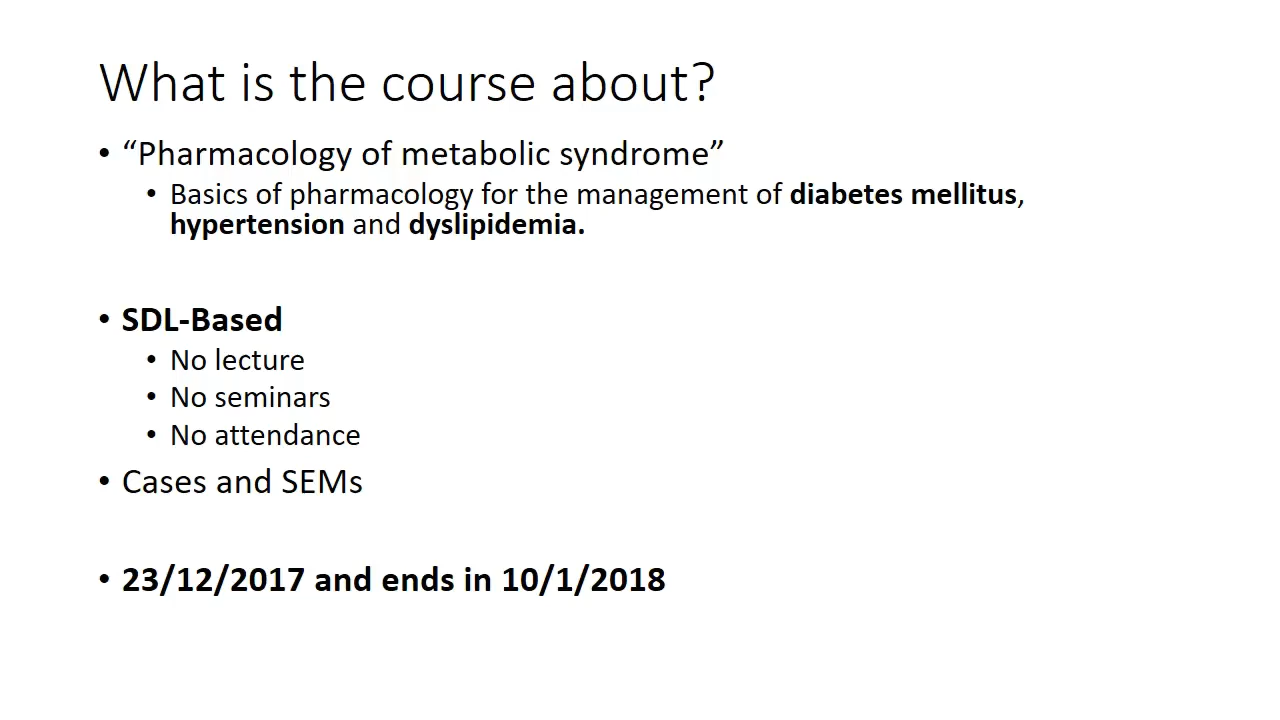 What is the course about?
• “Pharmacology of metabolic syndrome”
• Basics of pharmacology for the management of diabetes mellitus,
hypertension and dyslipidemia.
• SDL-Based
• No lecture
• No seminars
• No attendance
• Cases and SEMs
• 23/12/2017 and ends in 10/1/2018